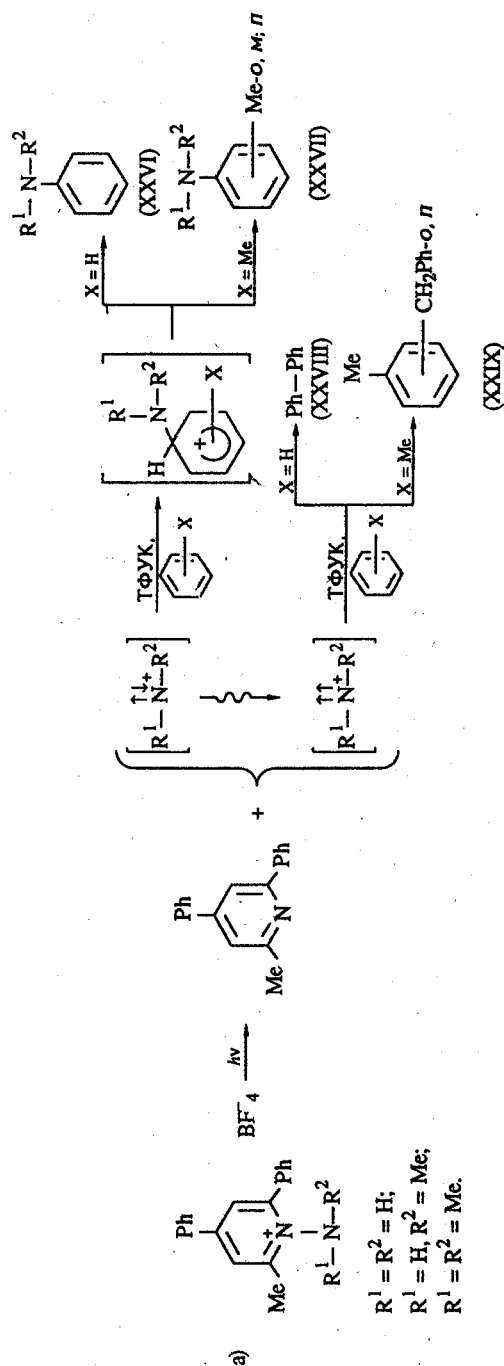 а)
Ph
Me
N+
Ph
R¹—N—R²
R¹ = R² = H;
R¹ = H, R² = Me;
R¹ = R² = Me.
BF₄⁻
hν
Ph
Me
N
Ph
+
[R¹—N⁺—R²]
↑↓
[R¹—N⁺—R²]
↑↑
ТФУК,
X
R¹
N—R²
H
+
X
X = H
R¹—N—R²
(XXVI)
X = Me
R¹—N—R²
Me-о, м; п
(XXVII)
ТФУК,
X
X = H
Ph—Ph
(XXVIII)
X = Me
Me
CH₂Ph-о, п
(XXIX)